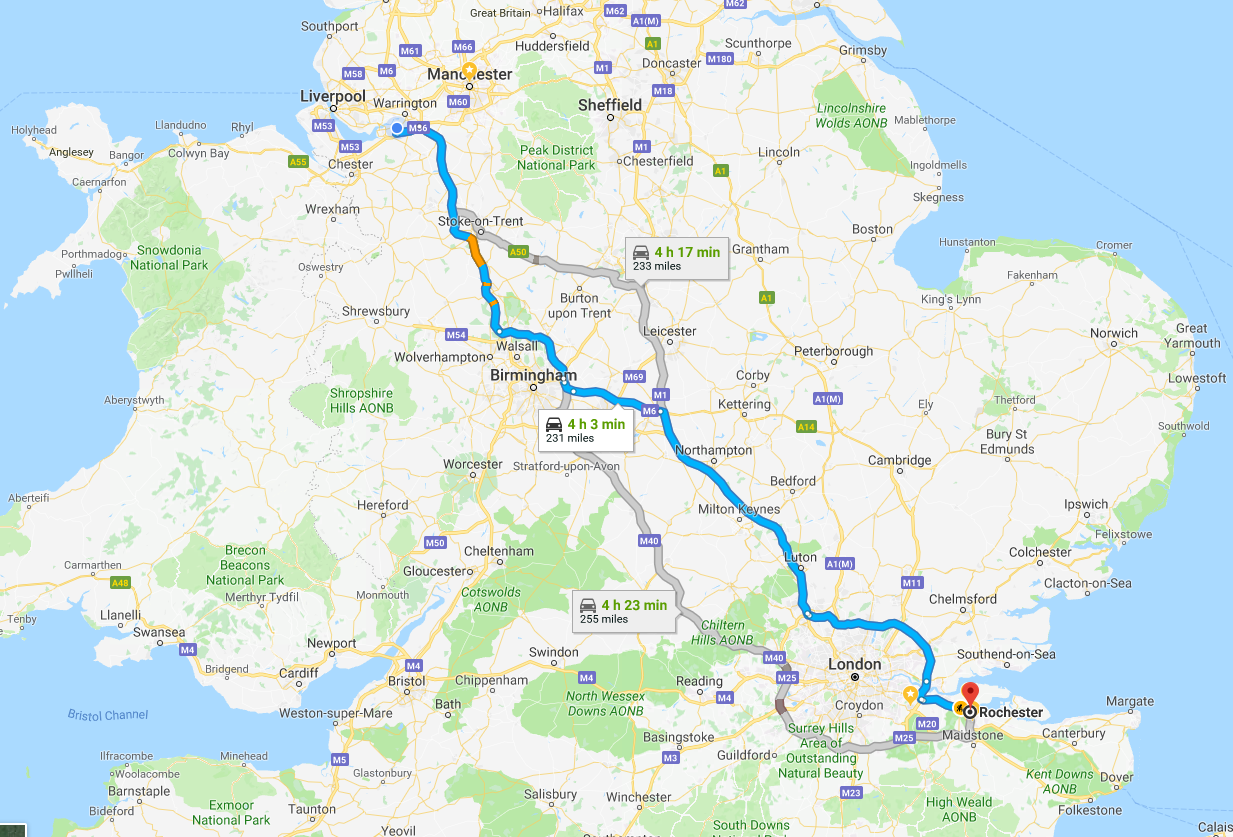 Great Britain
Halifax
M62
M62
Southport
A1(M)
M61
M66
Huddersfield
A1
Scunthorpe
Grimsby
M180
M58
M6
Manchester
M1
Doncaster
Liverpool
Warrington
M60
Sheffield
M18
Lincolnshire
Wolds AONB
Mablethorpe
Holyhead
Llandudno
Rhyl
M53
M56
Anglesey
Bangor
Colwyn Bay
M53
A55
Chester
Peak District
National Park
M1
Chesterfield
A1
Lincoln
Ingoldmells
Caernarfon
Skegness
Wrexham
Stoke-on-Trent
Boston
Snowdonia
National Park
Porthmadog
Pwllheli
Oswestry
A50
4 h 17 min
233 miles
Grantham
Hunstanton
Cromer
Fakenham
Burton
upon Trent
A1
King's Lynn
Shrewsbury
M54
Walsall
Leicester
Norwich
Great
Yarmouth
Wolverhampton
Peterborough
Birmingham
M69
Corby
Lowestoft
Aberystwyth
Shropshire
Hills AONB
M1
M6
Kettering
A1(M)
Ely
Thetford
4 h 3 min
231 miles
A14
Southwold
Bury St
Edmunds
Northampton
Worcester
Stratford-upon-Avon
Cambridge
Bedford
Aberteifi
Hereford
Milton Keynes
Ipswich
M50
M40
Felixstowe
Brecon
Beacons
National Park
Cheltenham
Luton
A1(M)
Colchester
Carmarthen
A48
Gloucester
M11
Clacton-on-Sea
Merthyr Tydfil
Monmouth
Cotswolds
AONB
4 h 23 min
255 miles
Chelmsford
Tenby
Llanelli
Swansea
M4
Newport
Chiltern
Hills AONB
Swindon
M40
London
Southend-on-Sea
Bridgend
Cardiff
M4
Bristol
Chippenham
M4
M25
Reading
M4
Bath
North Wessex
Downs AONB
Croydon
Rochester
Margate
Bristol Channel
Weston-super-Mare
M20
M25
Maidstone
Canterbury
Surrey Hills
Area of
Outstanding
Natural Beauty
Basingstoke
Guildford
Ilfracombe
Minehead
M5
M3
Woolacombe
Barnstaple
Glastonbury
Kent Downs
AONB
Dover
Bideford
Exmoor
National Park
Taunton
Salisbury
Winchester
M23
High Weald
AONB
Folkestone
Yeovil
South Downs
Calais